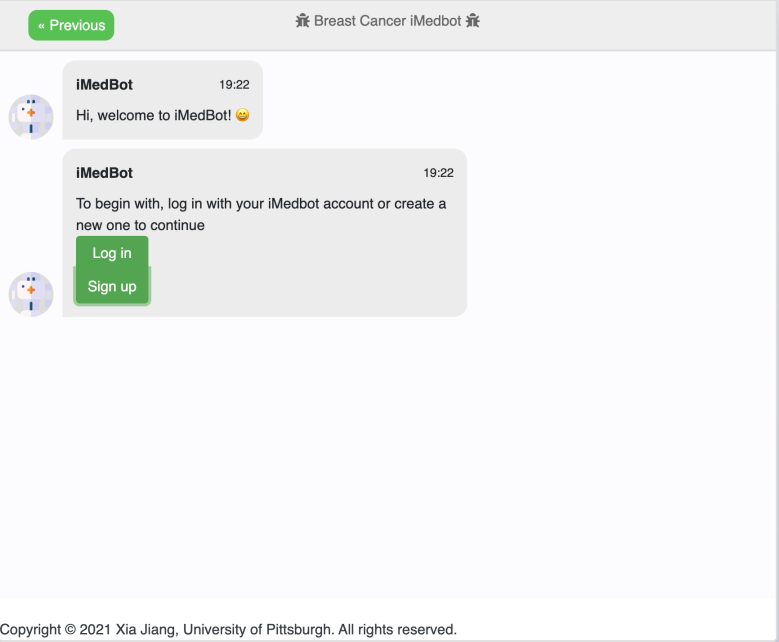 « Previous
Breast Cancer iMedbot
iMedBot 19:22
Hi, welcome to iMedBot! 😀
iMedBot 19:22
To begin with, log in with your iMedbot account or create a
new one to continue
Log in
Sign up
Copyright © 2021 Xia Jiang, University of Pittsburgh. All rights reserved.